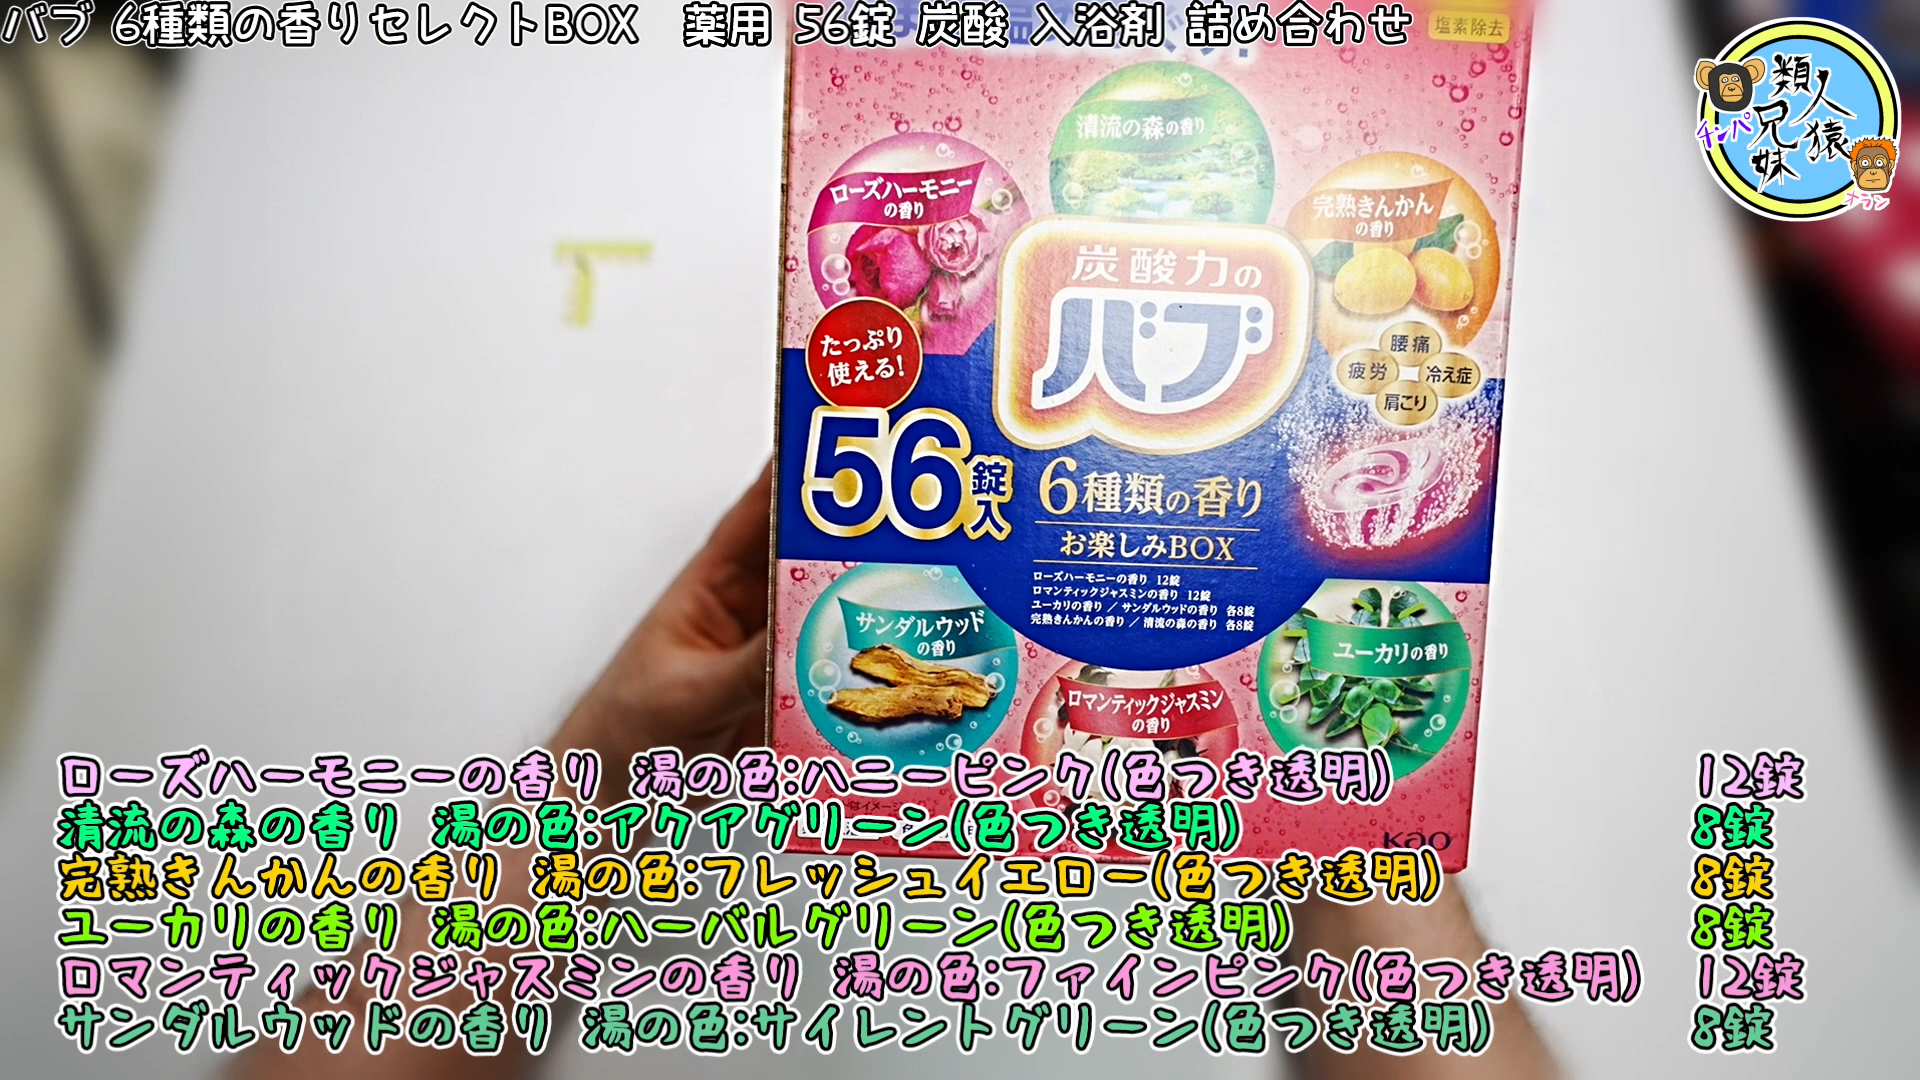 バブ 6種類の香りセレクトBOX 薬用 56錠 炭酸 入浴剤 詰め合わせ
塩素除去
類人猿
兄妹
チンパ
オラン
清流の森の香り
ローズハーモニー
の香り
完熟きんかん
の香り
炭酸力の
バブ
たっぷり
使える!
腰痛
疲労
冷え症
肩こり
56錠入
6種類の香り
お楽しみBOX
ローズハーモニーの香り 12錠
ロマンティックジャスミンの香り 12錠
ユーカリの香り／サンダルウッドの香り 各8錠
完熟きんかんの香り／清流の森の香り 各8錠
サンダルウッド
の香り
ユーカリの香り
ロマンティックジャスミン
の香り
kao
ローズハーモニーの香り 湯の色:ハニーピンク(色つき透明) 12錠
清流の森の香り 湯の色:アクアグリーン(色つき透明) 8錠
完熟きんかんの香り 湯の色:フレッシュイエロー(色つき透明) 8錠
ユーカリの香り 湯の色:ハーバルグリーン(色つき透明) 8錠
ロマンティックジャスミンの香り 湯の色:ファインピンク(色つき透明) 12錠
サンダルウッドの香り 湯の色:サイレントグリーン(色つき透明) 8錠